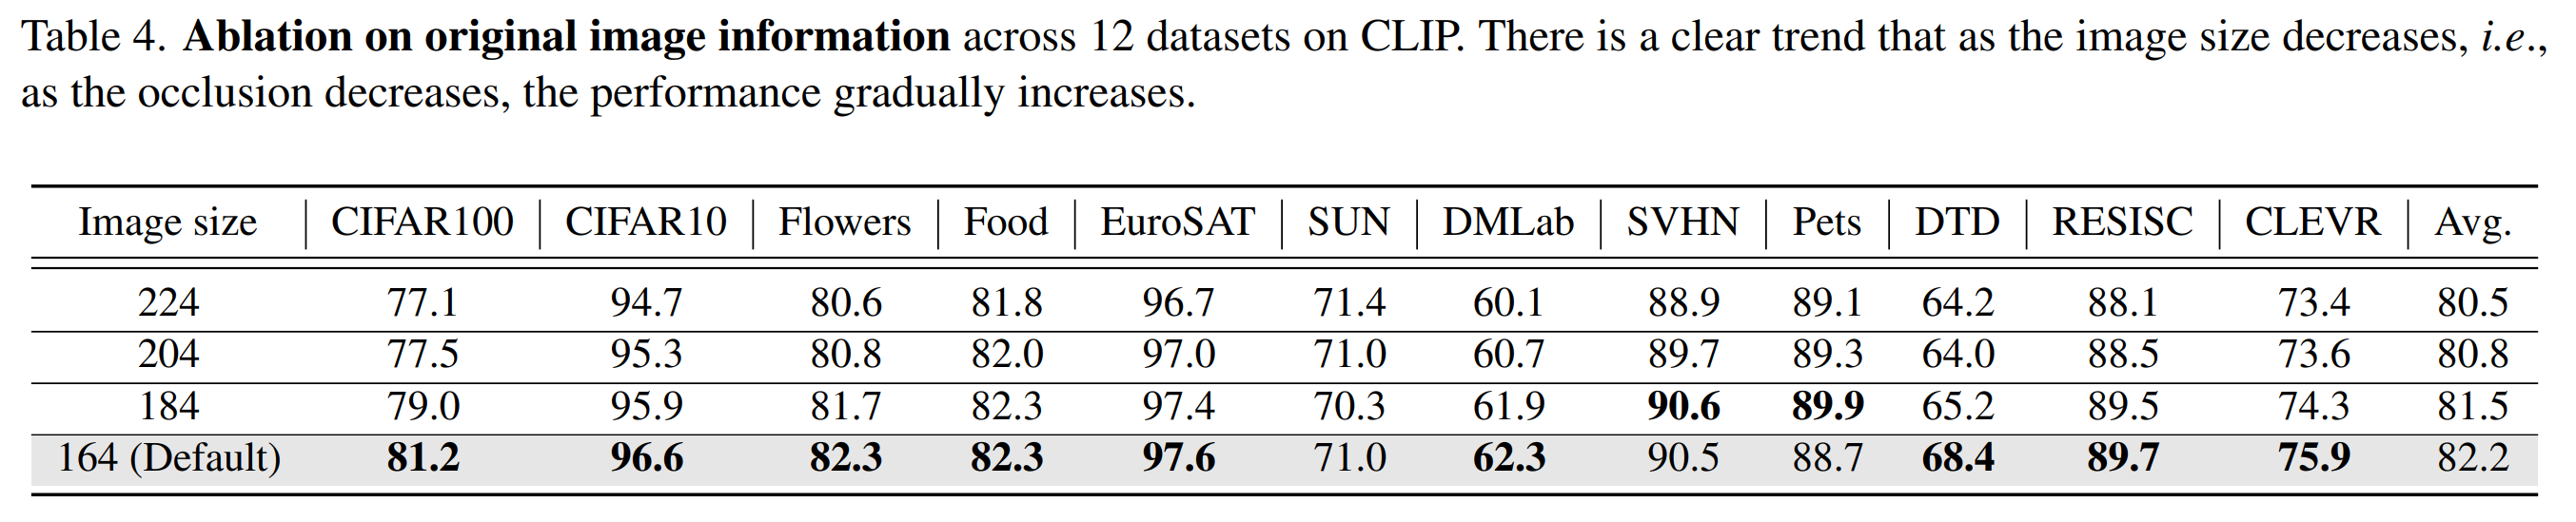 Table 4. Ablation on original image information across 12 datasets on CLIP. There is a clear trend that as the image size decreases, i.e.,
as the occlusion decreases, the performance gradually increases.
Image size CIFAR100 CIFAR10 Flowers Food EuroSAT SUN DMLab SVHN Pets DTD RESISC CLEVR Avg.
224 77.1 94.7 80.6 81.8 96.7 71.4 60.1 88.9 89.1 64.2 88.1 73.4 80.5
204 77.5 95.3 80.8 82.0 97.0 71.0 60.7 89.7 89.3 64.0 88.5 73.6 80.8
184 79.0 95.9 81.7 82.3 97.4 70.3 61.9 90.6 89.9 65.2 89.5 74.3 81.5
164 (Default) 81.2 96.6 82.3 82.3 97.6 71.0 62.3 90.5 88.7 68.4 89.7 75.9 82.2